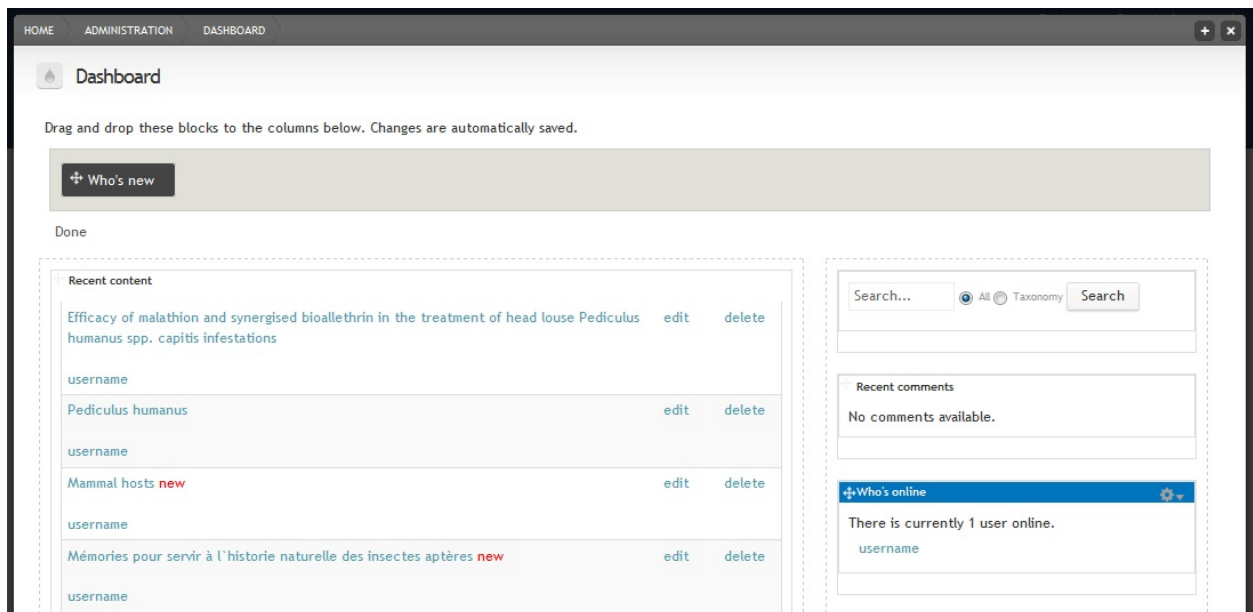 HOME ADMINISTRATION DASHBOARD
Dashboard
Drag and drop these blocks to the columns below. Changes are automatically saved.
Who's new
Done
Recent content
Efficacy of malathion and synergised bioallethrin in the treatment of head louse Pediculus edit delete
humanus spp. capitis infestations
username
Pediculus humanus edit delete
username
Mammal hosts new edit delete
username
Mémories pour servir à l`historie naturelle des insectes aptères new edit delete
username
Search... All Taxonomy Search
Recent comments
No comments available.
Who's online
There is currently 1 user online.
username